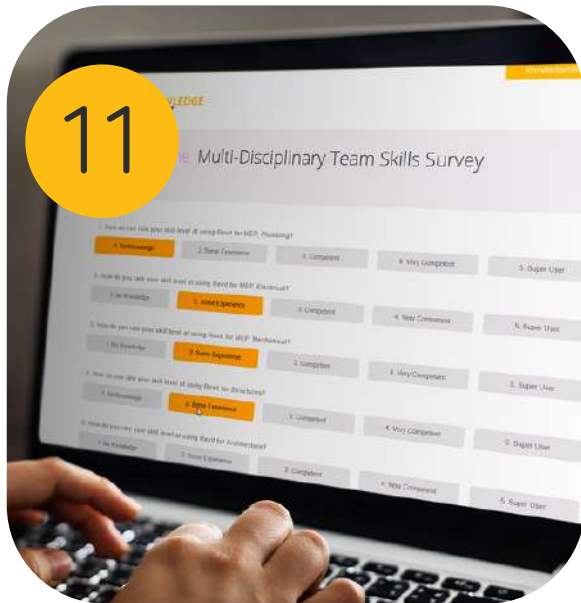 11
LEDGE
Multi-Disciplinary Team Skills Survey
1. How do you rate your skill level at using Revit for MEP, Plumbing?
1. No Knowledge 2. Some Experience 3. Competent 4. Very Competent 5. Super User
2. How do you rate your skill level at using Revit for MEP, Electrical?
1. No Knowledge 2. Some Experience 3. Competent 4. Very Competent 5. Super User
3. How do you rate your skill level at using Revit for MEP, Mechanical?
1. No Knowledge 2. Some Experience 3. Competent 4. Very Competent 5. Super User
4. How do you rate your skill level at using Revit for Structures?
1. No Knowledge 2. Some Experience 3. Competent 4. Very Competent 5. Super User
5. How do you rate your skill level at using Revit for Architecture?
1. No Knowledge 2. Some Experience 3. Competent 4. Very Competent 5. Super User